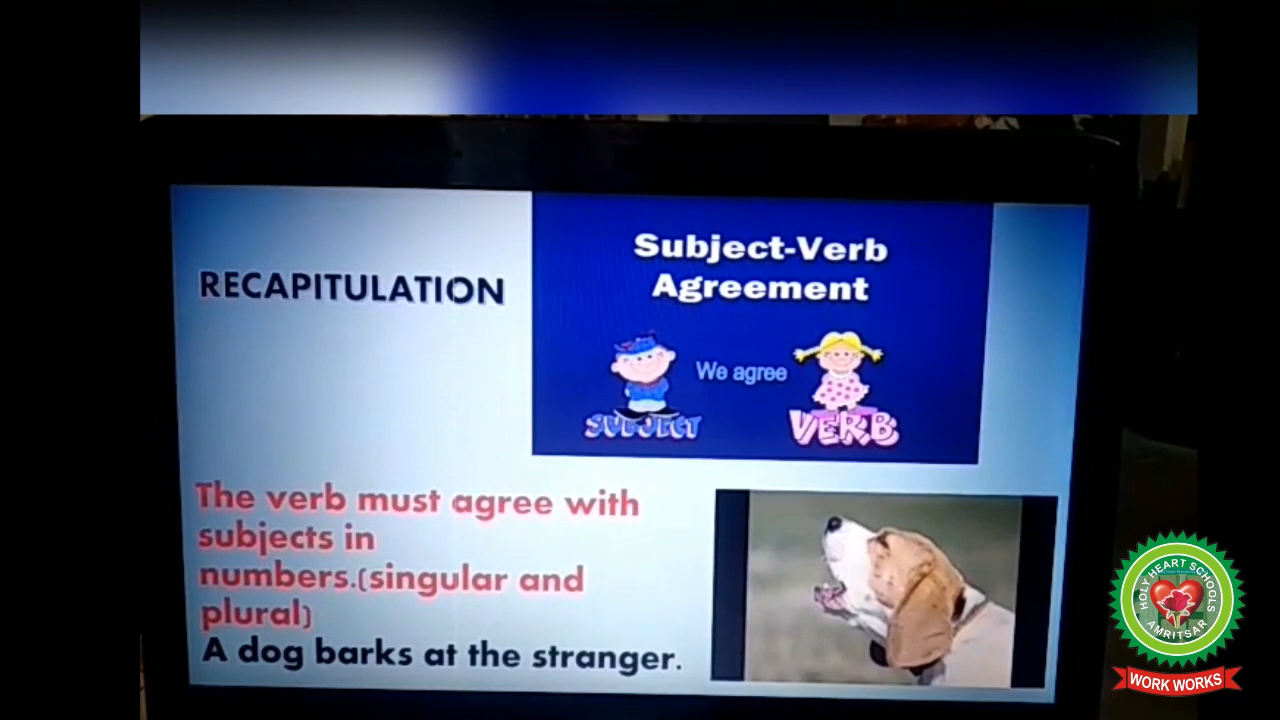 RECAPITULATION
Subject-Verb
Agreement
We agree
SUBJECT
VERB
The verb must agree with
subjects in
numbers.(singular and
plural)
A dog barks at the stranger.
HOLY HEART SCHOOLS
AMRITSAR
WORK WORKS